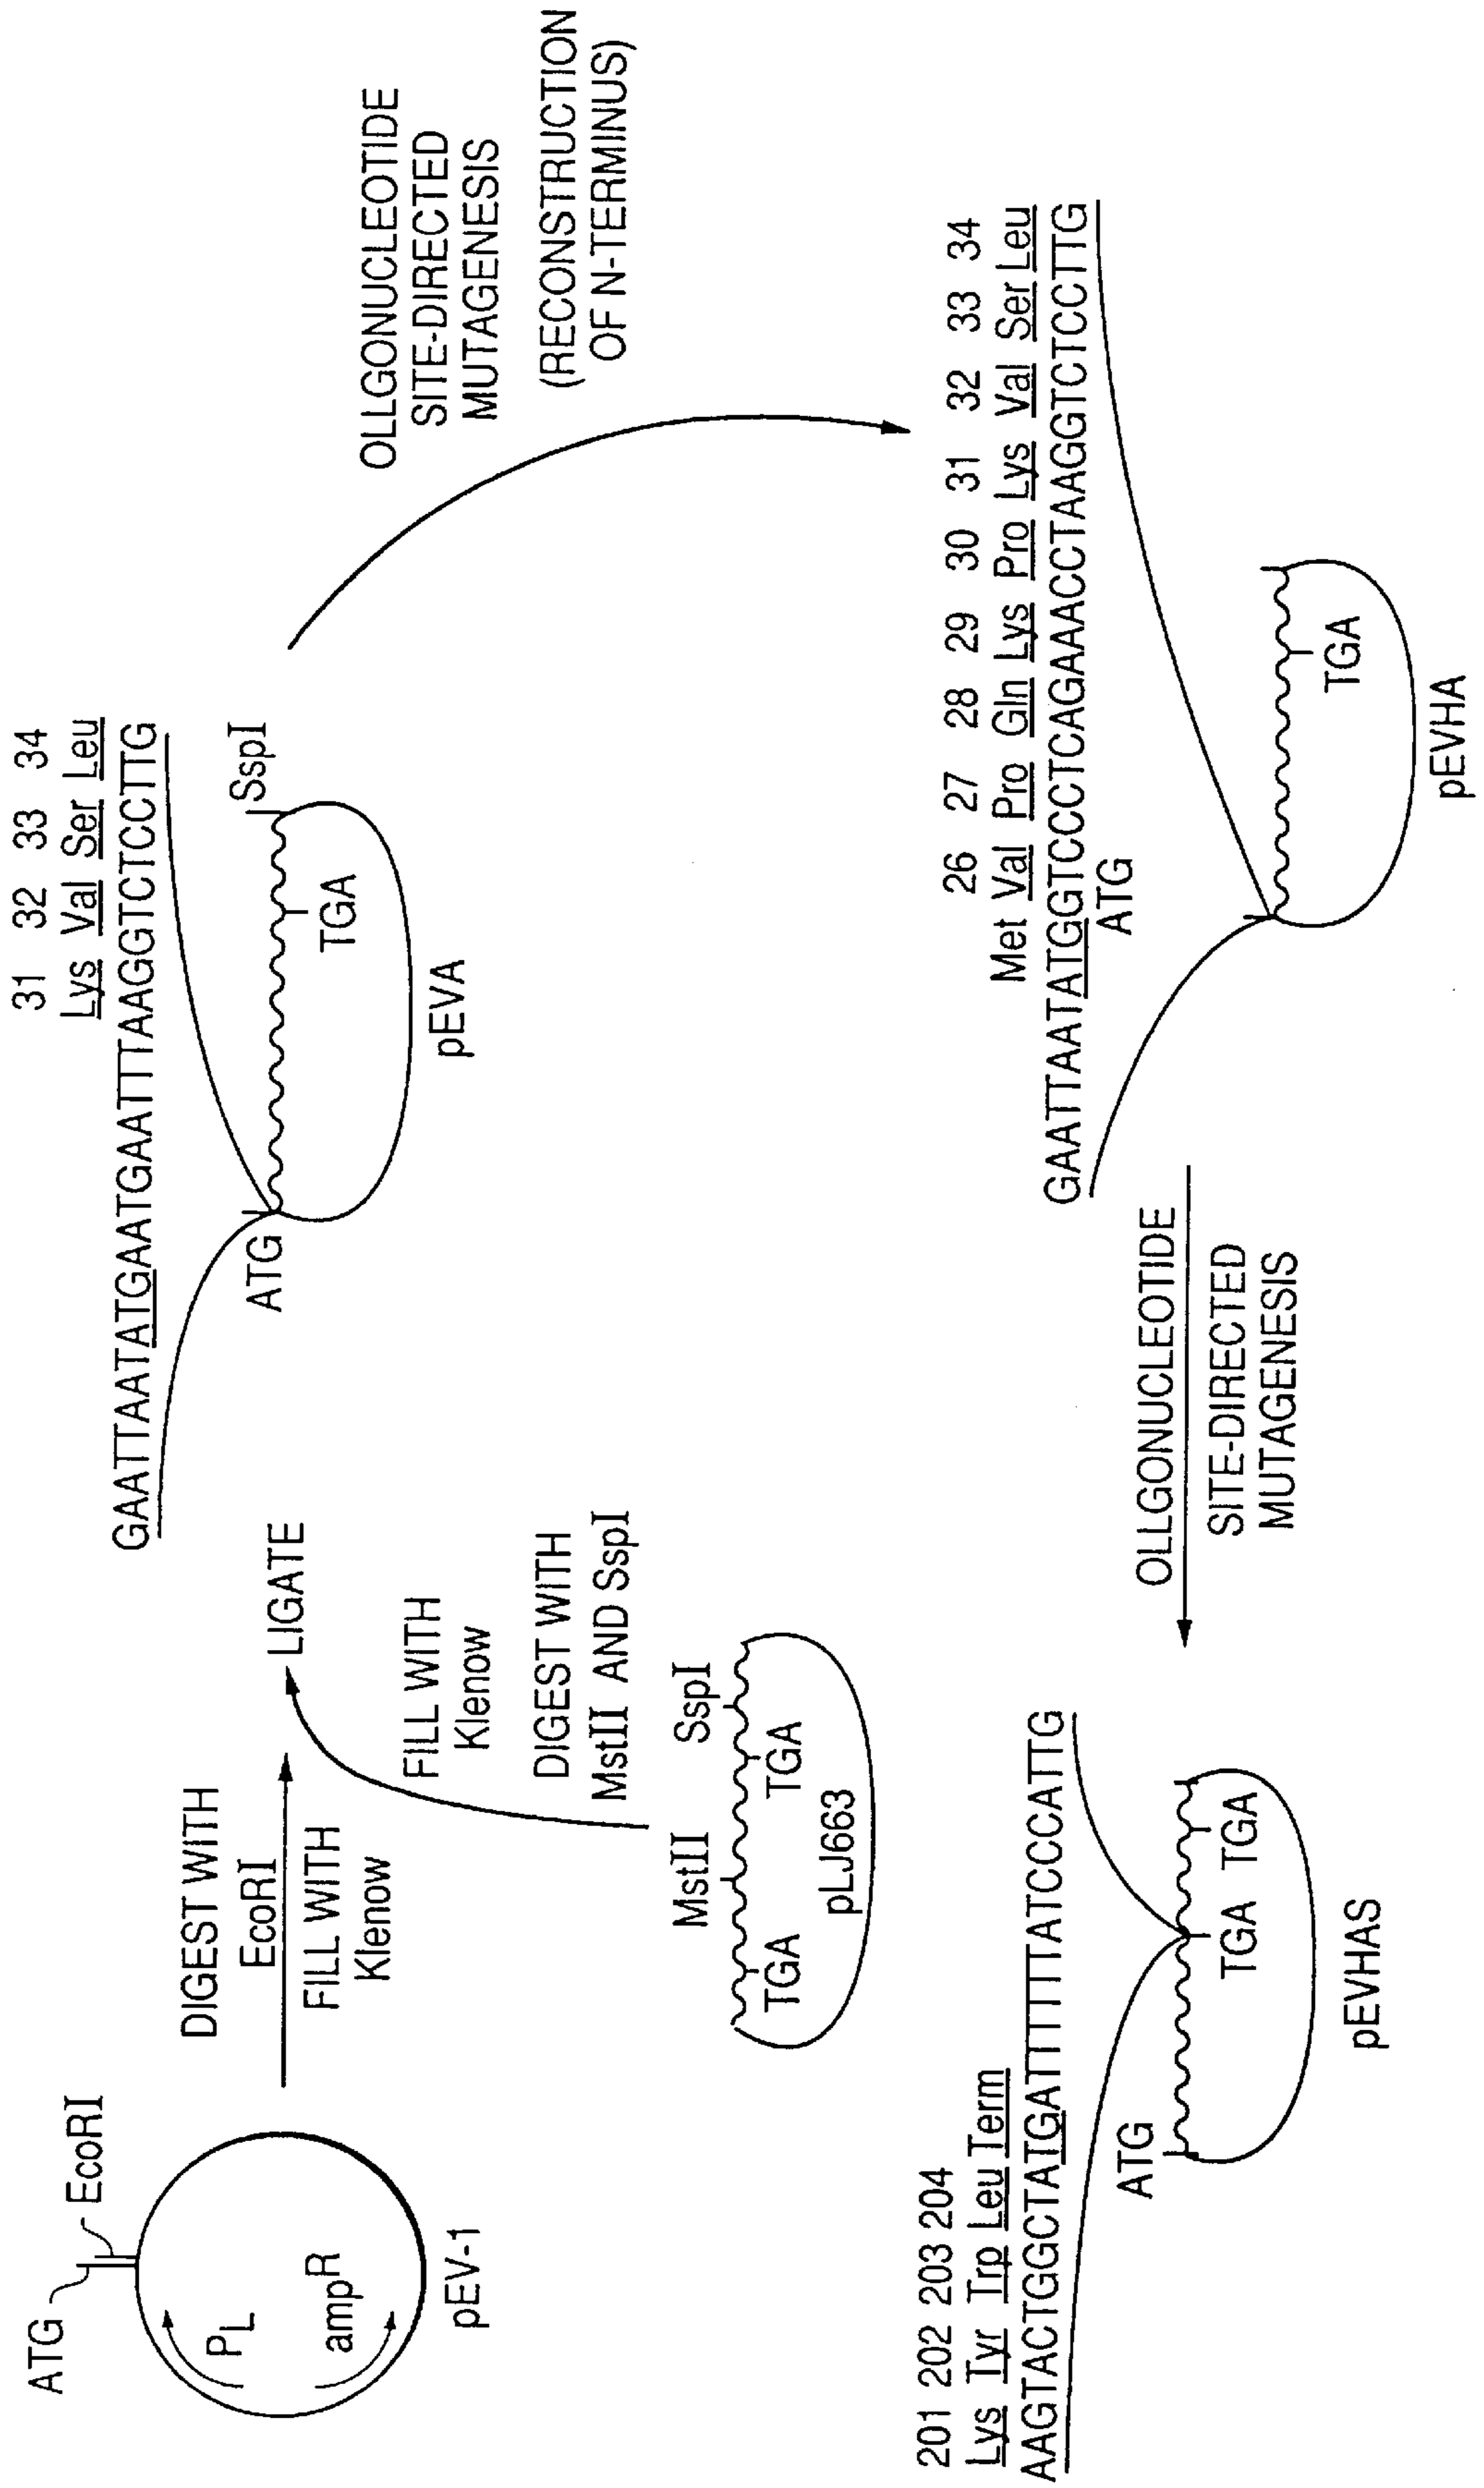 ATG
EcoRI
PL
ampR
pEV-1
DIGEST WITH
EcoRI
FILL WITH
Klenow
LIGATE
FILL WITH
Klenow
DIGEST WITH
MstII AND SspI
MstII SspI
TGA TGA
pLJ663
31 32 33 34
Lys Val Ser Leu
GAATTAATATGAATGAATTTAAGGTCTCCTTG
ATG
SspI
TGA
pEVA
OLLGONUCLEOTIDE
SITE-DIRECTED
MUTAGENESIS
(RECONSTRUCTION
OF N-TERMINUS)
26 27 28 29 30 31 32 33 34
Met Val Pro Gln Lys Pro Lys Val Ser Leu
GAATTAATATGGTCCCTCAGAAACCTAAGGTCTCCTTG
ATG
TGA
pEVHA
OLLGONUCLEOTIDE
SITE-DIRECTED
MUTAGENESIS
201 202 203 204
Lys Tyr Trp Leu Term
AAGTACTGGCTATGATTTTTTATCCCATTG
ATG
TGA TGA
pEVHAS